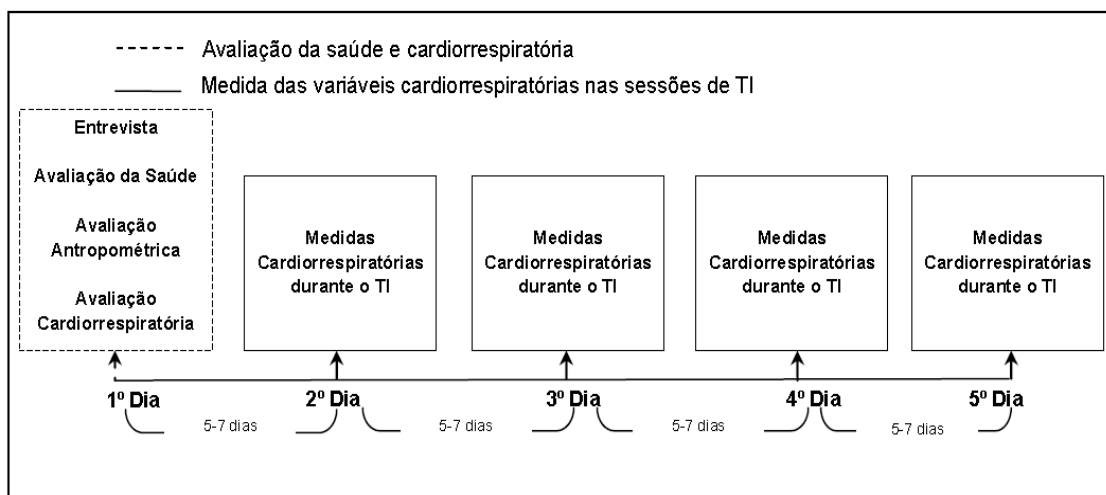 Avaliação da saúde e cardiorrespiratória
Medida das variáveis cardiorrespiratórias nas sessões de TI
Entrevista
Avaliação da Saúde
Avaliação
Antropométrica
Avaliação
Cardiorrespiratória
Medidas
Cardiorrespiratórias
durante o TI
Medidas
Cardiorrespiratórias
durante o TI
Medidas
Cardiorrespiratórias
durante o TI
Medidas
Cardiorrespiratórias
durante o TI
1º Dia
2º Dia
3º Dia
4º Dia
5º Dia
5-7 dias
5-7 dias
5-7 dias
5-7 dias